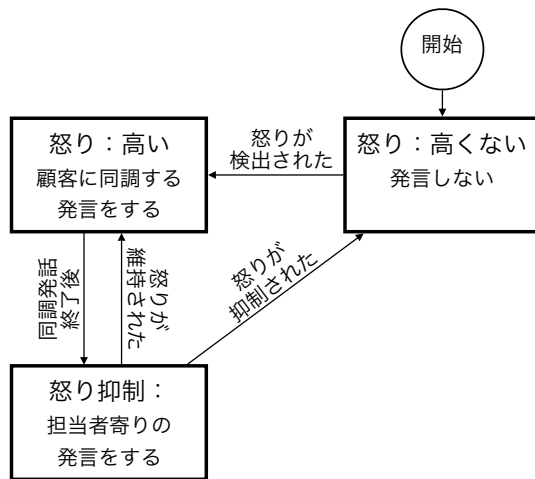 開始
怒り：高い
顧客に同調する
発言をする
怒りが
検出された
怒り：高くない
発言しない
同調発話
終了後
怒りが
維持された
怒りが
抑制された
怒り抑制：
担当者寄りの
発言をする